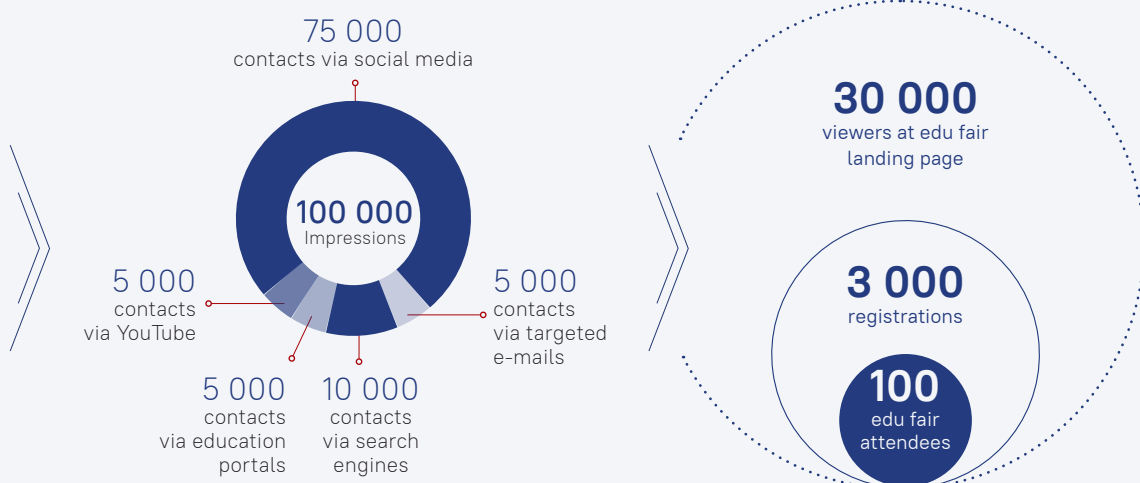 75 000
contacts via social media
100 000
Impressions
5 000
contacts
via YouTube
5 000
contacts
via education
portals
10 000
contacts
via search
engines
5 000
contacts
via targeted
e-mails
30 000
viewers at edu fair
landing page
3 000
registrations
100
edu fair
attendees